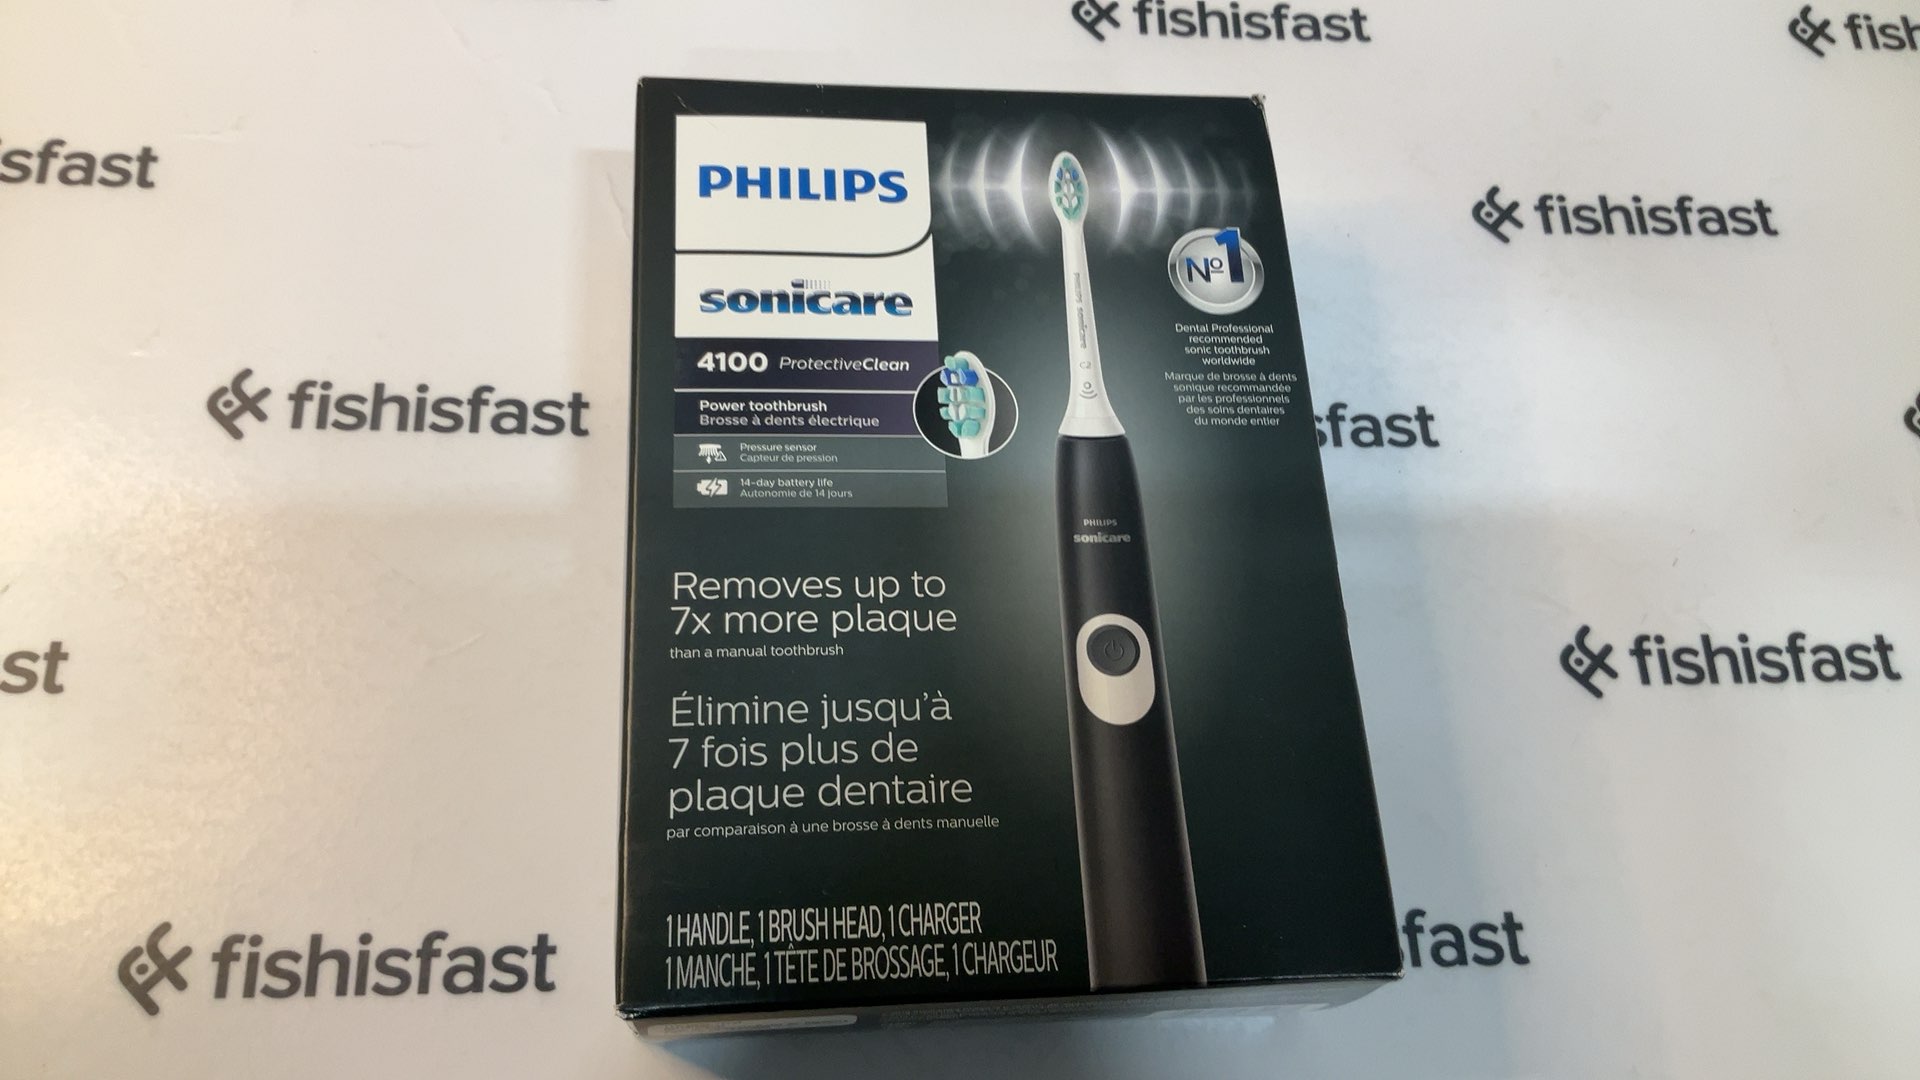 fishisfast
fish
sfast
fishisfast
fishisfast
sfast
st
fishisfast
fishisfast
fast
PHILIPS
sonicare
4100 ProtectiveClean
Power toothbrush
Brosse à dents électrique
Pressure sensor
Capteur de pression
14-day battery life
Autonomie de 14 jours
Removes up to
7x more plaque
than a manual toothbrush
Élimine jusqu'à
7 fois plus de
plaque dentaire
par comparaison à une brosse à dents manuelle
1 HANDLE, 1 BRUSH HEAD, 1 CHARGER
1 MANCHE, 1 TÊTE DE BROSSAGE, 1 CHARGEUR
Nº1
Dental Professional
recommended
sonic toothbrush
worldwide
Marque de brosse à dents
sonique recommandée
par les professionnels
des soins dentaires
du monde entier
PHILIPS sonicare
C2
PHILIPS
sonicare